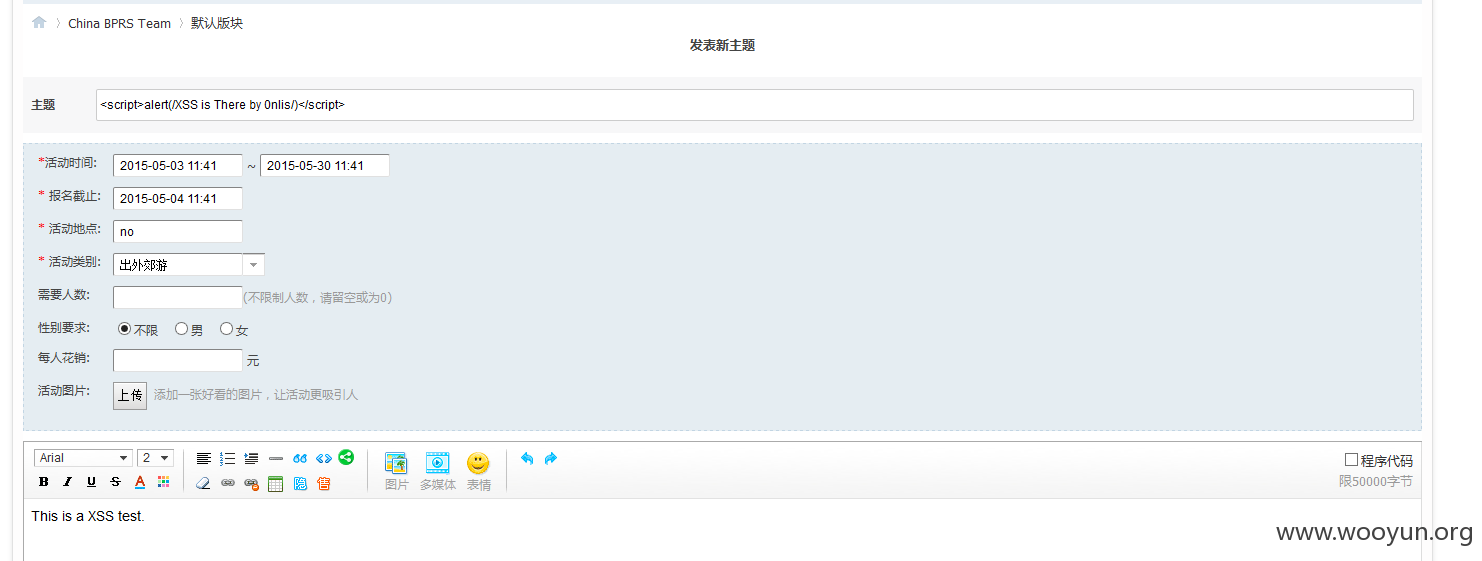 China BPRS Team 默认版块
发表新主题
主题 <script>alert(/XSS is There by 0nlis/)</script>
*活动时间: 2015-05-03 11:41 ~ 2015-05-30 11:41
* 报名截止: 2015-05-04 11:41
* 活动地点: no
* 活动类别: 出外郊游
需要人数: (不限制人数，请留空或为0)
性别要求: 不限 男 女
每人花销: 元
活动图片: 上传 添加一张好看的图片，让活动更吸引人
Arial 2 程序代码
B I U S A 隐 售 图片 多媒体 表情 限50000字节
This is a XSS test.
www.wooyun.org